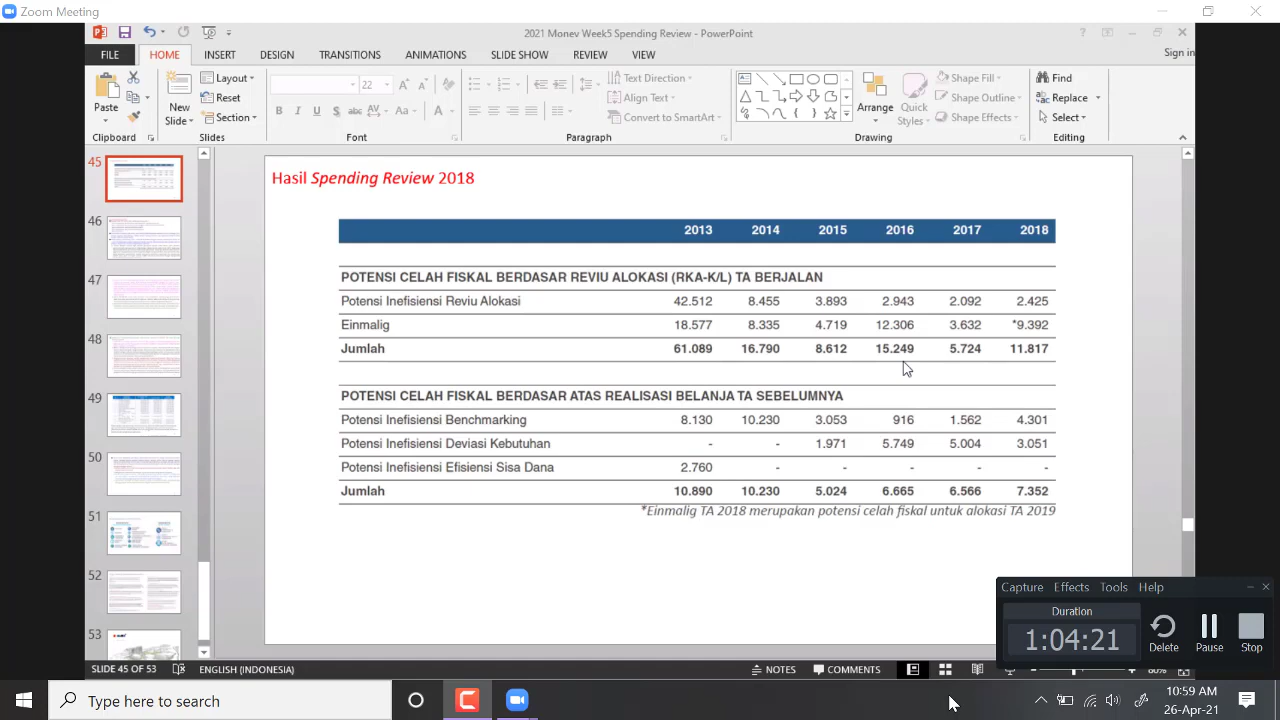 Zoom Meeting
2021 Monev Week5 Spending Review - PowerPoint
FILE HOME INSERT DESIGN TRANSITIONS ANIMATIONS SLIDE SHOW REVIEW VIEW Sign in
Paste
New Slide
Layout
Reset
Section
22
Text Direction
Align Text
Convert to SmartArt
Arrange
Quick Styles
Shape Fill
Shape Outline
Shape Effects
Find
Replace
Select
Clipboard Slides Font Paragraph Drawing Editing
45
46
47
48
49
50
51
52
53
Hasil Spending Review 2018
2013 2014 2015 2016 2017 2018
POTENSI CELAH FISKAL BERDASAR REVIU ALOKASI (RKA-K/L) TA BERJALAN
Potensi Inefisiensi Reviu Alokasi 42.512 8.455 3.893 2.943 2.092 2.425
Einmalig 18.577 8.335 4.719 12.306 3.632 *9.392
Jumlah 61.089 16.790 8.612 15.249 5.724 11.817
POTENSI CELAH FISKAL BERDASAR ATAS REALISASI BELANJA TA SEBELUMNYA
Potensi Inefisiensi Benchmarking 8.130 10.230 3.053 916 1.562 4.301
Potensi Inefisiensi Deviasi Kebutuhan - - 1.971 5.749 5.004 3.051
Potensi Inefisiensi Efisiensi Sisa Dana 2.760 - - - - -
Jumlah 10.890 10.230 5.024 6.665 6.566 7.352
*Einmalig TA 2018 merupakan potensi celah fiskal untuk alokasi TA 2019
Capture Effects Tools Help
Duration
1:04:21
Delete Pause Stop
SLIDE 45 OF 53 ENGLISH (INDONESIA) NOTES COMMENTS
Type here to search
10:59 AM
26-Apr-21